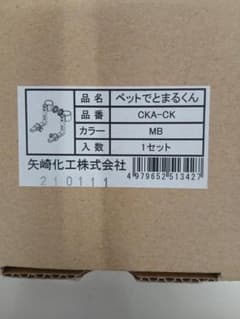 品名 ペットでとまるくん
品番 CKA-CK
カラー MB
入数 1セット
矢崎化工株式会社
210111
4979652513427